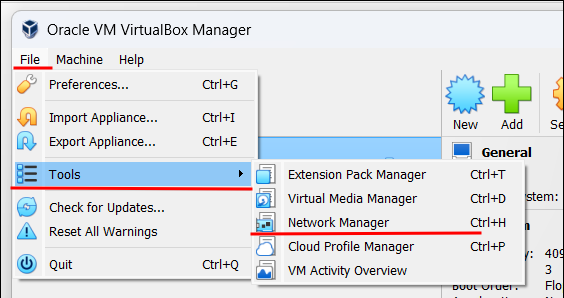 Oracle VM VirtualBox Manager
File Machine Help
Preferences... Ctrl+G
Import Appliance... Ctrl+I
Export Appliance... Ctrl+E
Tools
Check for Updates...
Reset All Warnings
Quit Ctrl+Q
Extension Pack Manager Ctrl+T
Virtual Media Manager Ctrl+D
Network Manager Ctrl+H
Cloud Profile Manager Ctrl+P
VM Activity Overview
New Add
General
System:
409
3
Boot Order: Flo